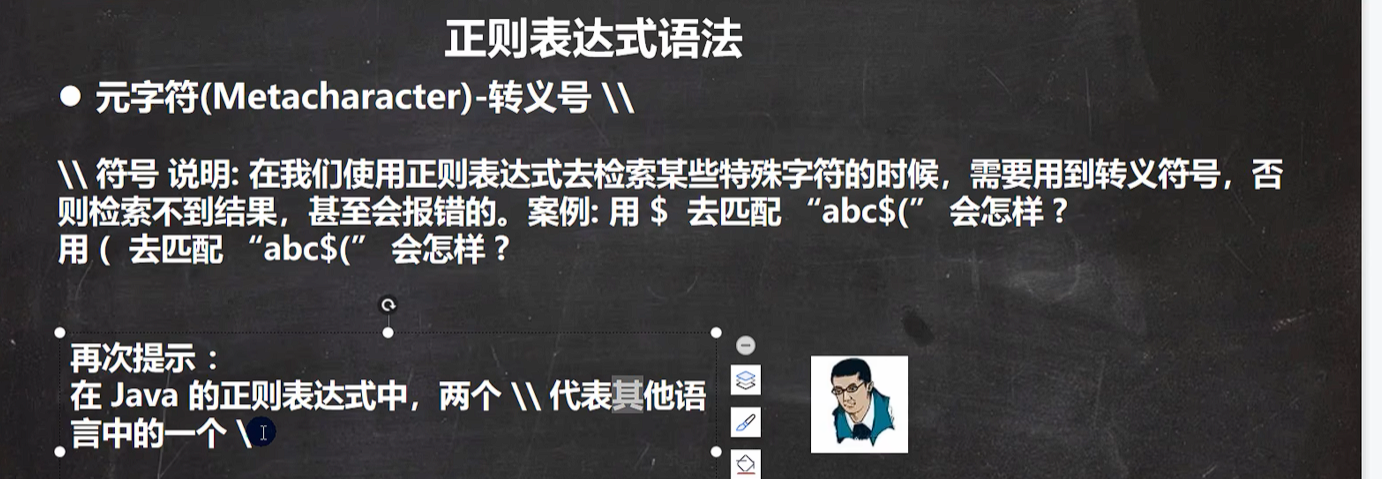 正则表达式语法
● 元字符(Metacharacter)-转义号 \\
\\ 符号 说明: 在我们使用正则表达式去检索某些特殊字符的时候，需要用到转义符号，否
则检索不到结果，甚至会报错的。案例: 用 $ 去匹配 “abc$(” 会怎样？
用 ( 去匹配 “abc$(” 会怎样？
再次提示：
在 Java 的正则表达式中，两个 \\ 代表其他语
言中的一个 \